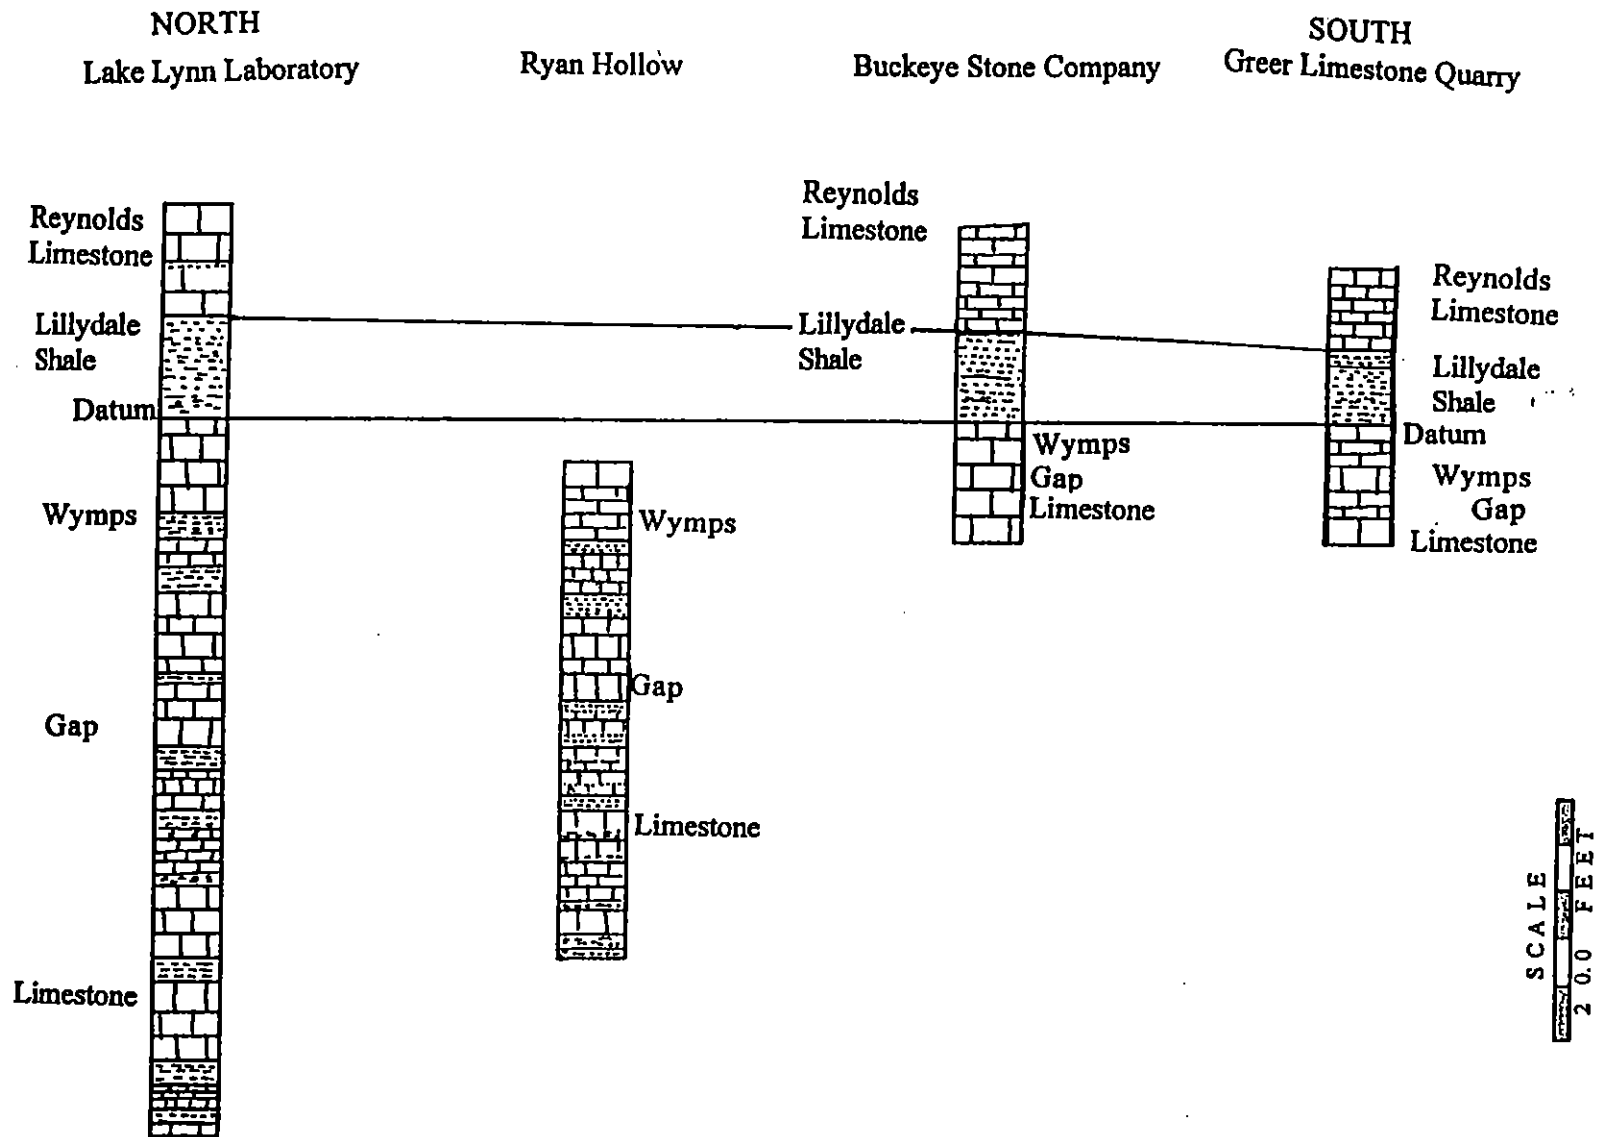 NORTH
Lake Lynn Laboratory
Ryan Hollow
Buckeye Stone Company
SOUTH
Greer Limestone Quarry
Reynolds
Limestone
Lillydale
Shale
Datum
Wymps
Gap
Limestone
Wymps
Gap
Limestone
Reynolds
Limestone
Lillydale
Shale
Wymps
Gap
Limestone
Reynolds
Limestone
Lillydale
Shale
Datum
Wymps
Gap
Limestone
SCALE
20.0 FEET